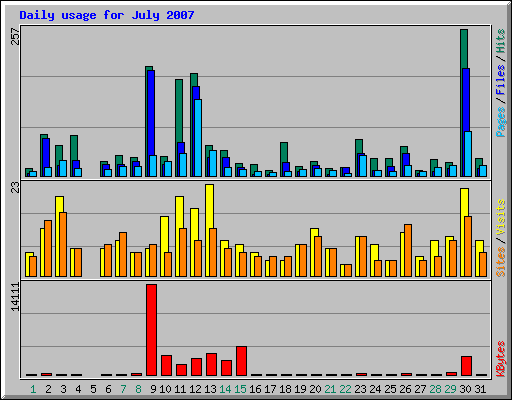 Daily usage for July 2007
257
Pages / Files / Hits
23
Sites / Visits
14111
KBytes
1 2 3 4 5 6 7 8 9 10 11 12 13 14 15 16 17 18 19 20 21 22 23 24 25 26 27 28 29 30 31